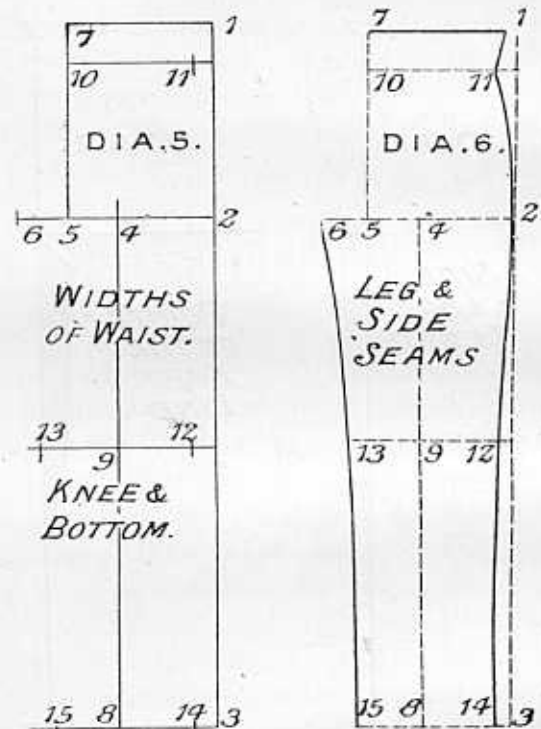 7 1
10 11
DIA.5.
6 5 4 2
WIDTHS
OF WAIST.
13 9 12
KNEE &
BOTTOM.
15 8 14 3
7 1
10 11
DIA.6.
6 5 4 2
LEG &
SIDE
SEAMS
13 9 12
15 8 14 3